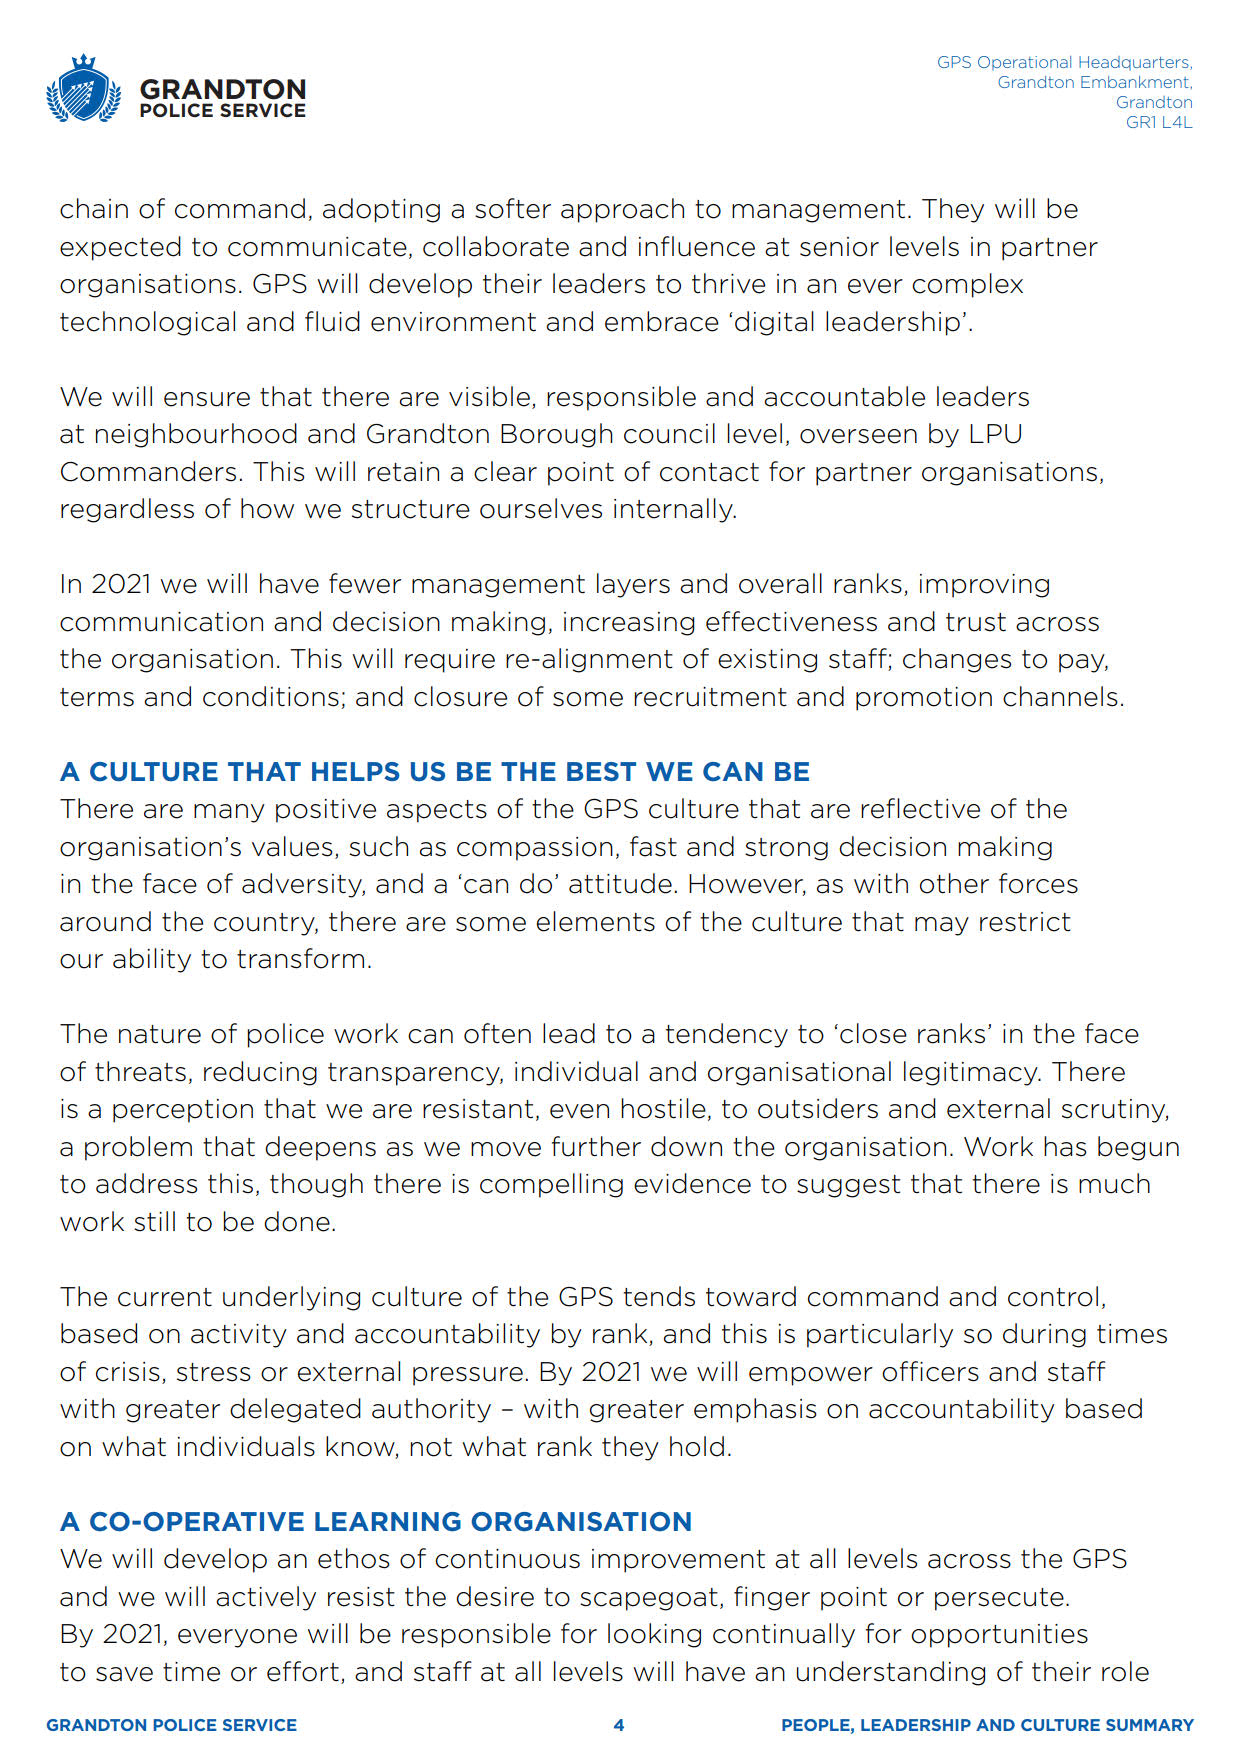 GRANDTON
POLICE SERVICE
GPS Operational Headquarters,
Grandton Embankment,
Grandton
GR1 L4L
chain of command, adopting a softer approach to management. They will be
expected to communicate, collaborate and influence at senior levels in partner
organisations. GPS will develop their leaders to thrive in an ever complex
technological and fluid environment and embrace ‘digital leadership’.
We will ensure that there are visible, responsible and accountable leaders
at neighbourhood and Grandton Borough council level, overseen by LPU
Commanders. This will retain a clear point of contact for partner organisations,
regardless of how we structure ourselves internally.
In 2021 we will have fewer management layers and overall ranks, improving
communication and decision making, increasing effectiveness and trust across
the organisation. This will require re-alignment of existing staff; changes to pay,
terms and conditions; and closure of some recruitment and promotion channels.
A CULTURE THAT HELPS US BE THE BEST WE CAN BE
There are many positive aspects of the GPS culture that are reflective of the
organisation’s values, such as compassion, fast and strong decision making
in the face of adversity, and a ‘can do’ attitude. However, as with other forces
around the country, there are some elements of the culture that may restrict
our ability to transform.
The nature of police work can often lead to a tendency to ‘close ranks’ in the face
of threats, reducing transparency, individual and organisational legitimacy. There
is a perception that we are resistant, even hostile, to outsiders and external scrutiny,
a problem that deepens as we move further down the organisation. Work has begun
to address this, though there is compelling evidence to suggest that there is much
work still to be done.
The current underlying culture of the GPS tends toward command and control,
based on activity and accountability by rank, and this is particularly so during times
of crisis, stress or external pressure. By 2021 we will empower officers and staff
with greater delegated authority – with greater emphasis on accountability based
on what individuals know, not what rank they hold.
A CO-OPERATIVE LEARNING ORGANISATION
We will develop an ethos of continuous improvement at all levels across the GPS
and we will actively resist the desire to scapegoat, finger point or persecute.
By 2021, everyone will be responsible for looking continually for opportunities
to save time or effort, and staff at all levels will have an understanding of their role
GRANDTON POLICE SERVICE
4
PEOPLE, LEADERSHIP AND CULTURE SUMMARY